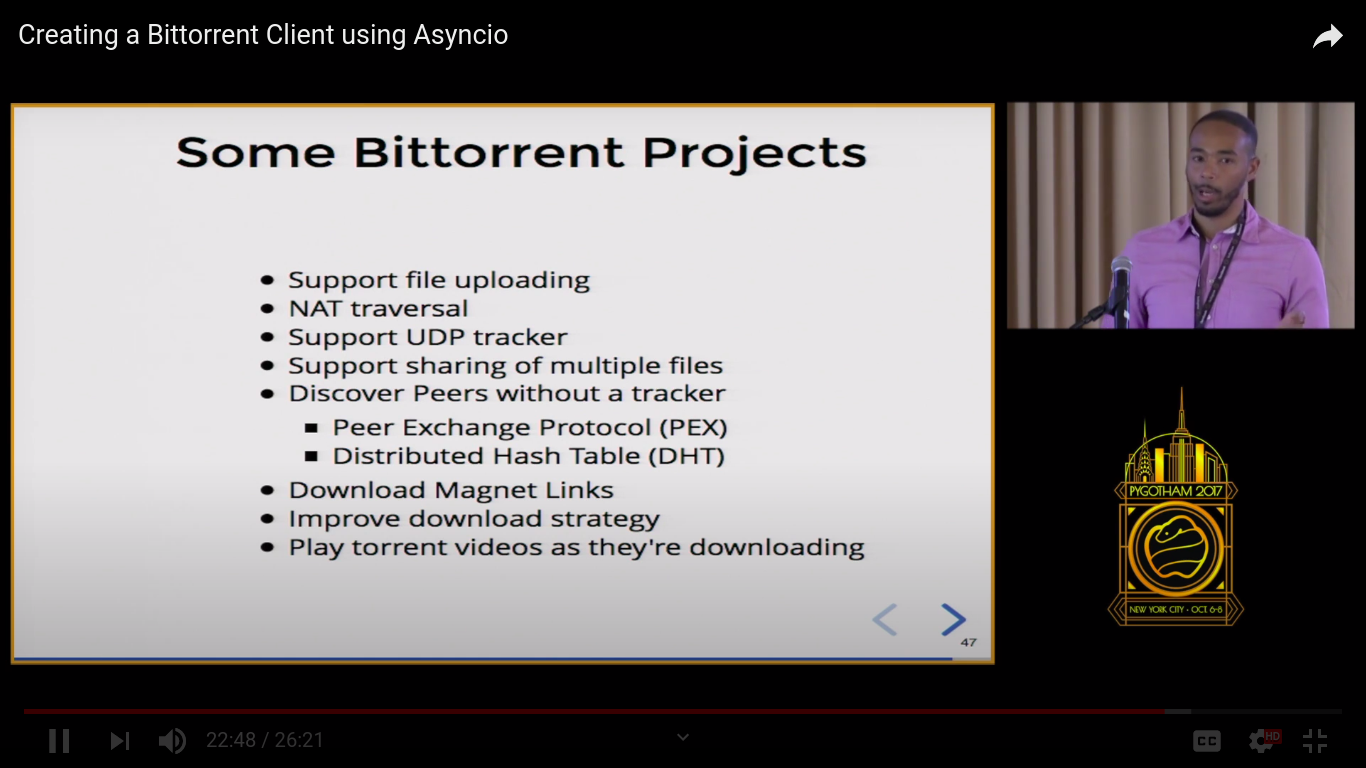 Creating a Bittorrent Client using Asyncio
Some Bittorrent Projects
Support file uploading
NAT traversal
Support UDP tracker
Support sharing of multiple files
Discover Peers without a tracker
Peer Exchange Protocol (PEX)
Distributed Hash Table (DHT)
Download Magnet Links
Improve download strategy
Play torrent videos as they're downloading
47
PYGOTHAM 2017
NEW YORK CITY • OCT. 6-8
22:48 / 26:21
CC
HD